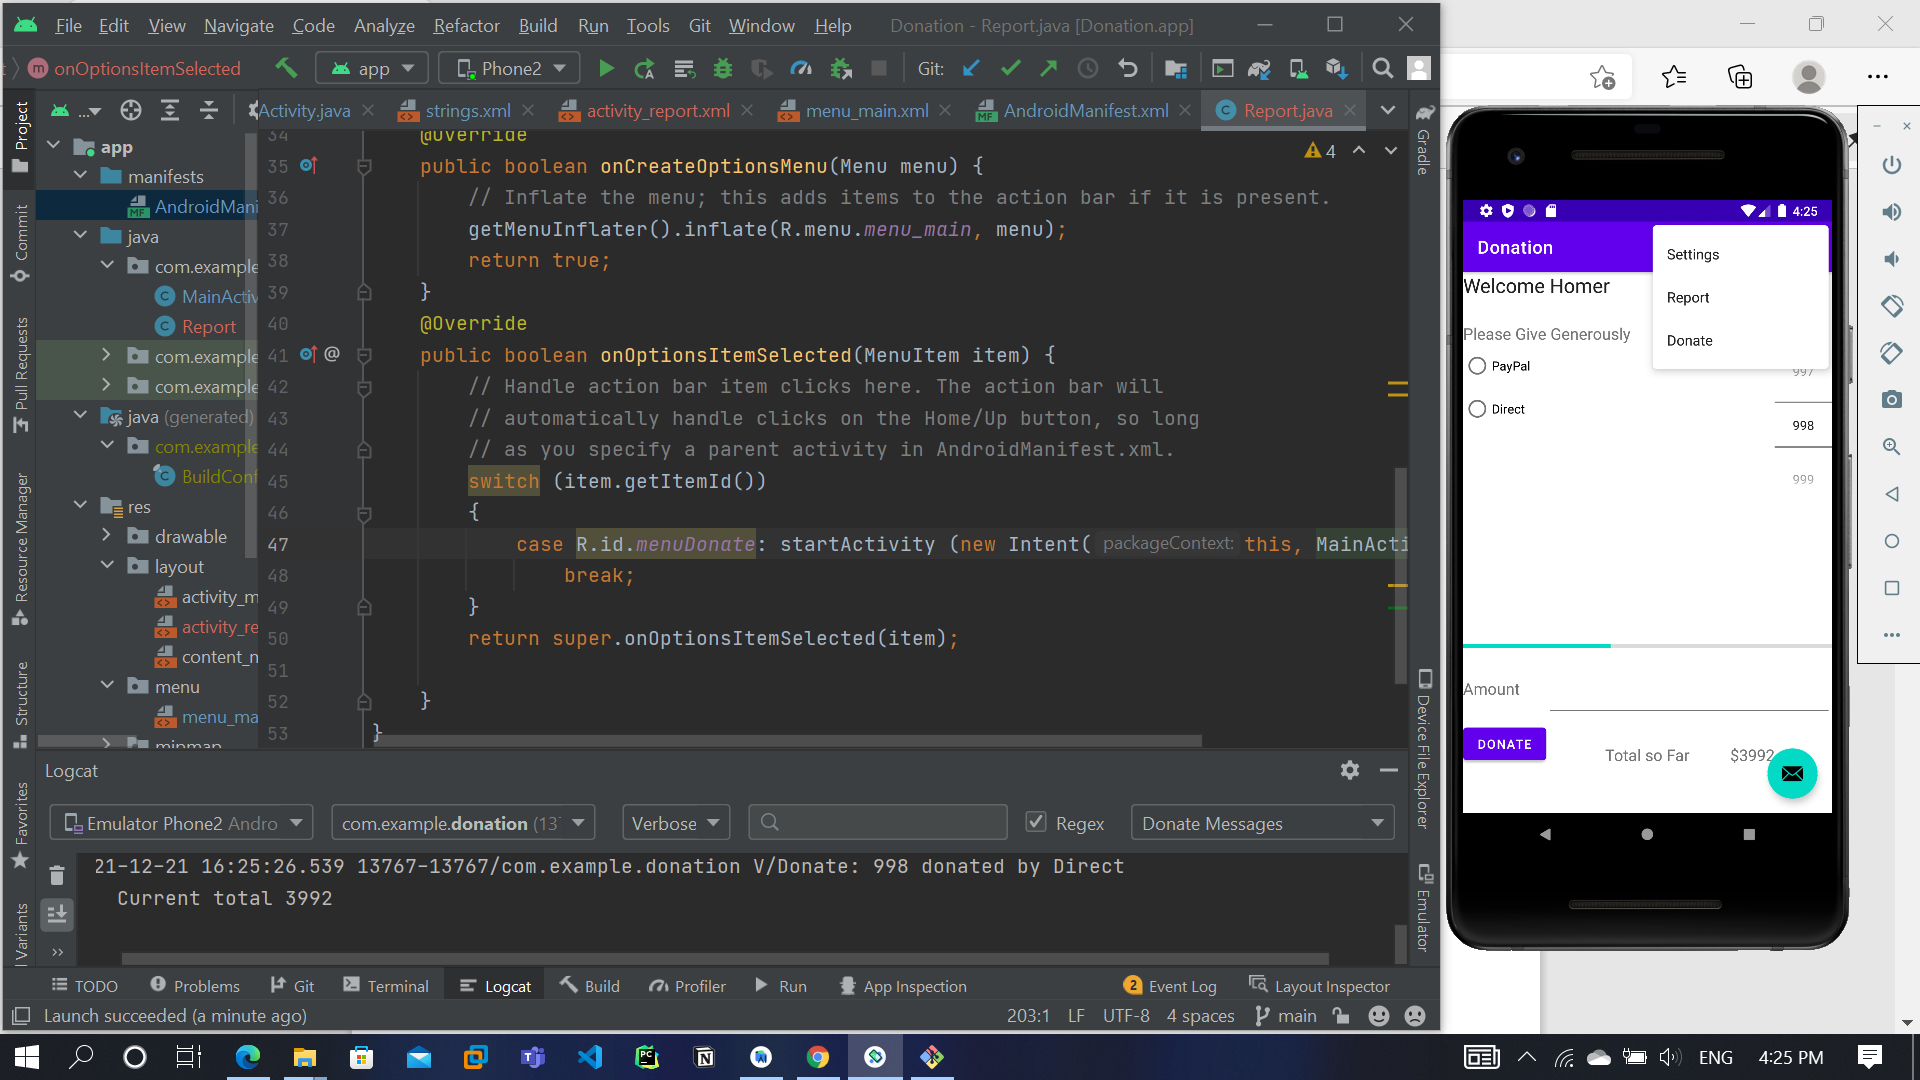 File Edit View Navigate Code Analyze Refactor Build Run Tools Git Window Help Donation - Report.java [Donation.app]
onOptionsItemSelected app Phone2 Git:
...
Activity.java strings.xml activity_report.xml menu_main.xml AndroidManifest.xml Report.java
Project
Commit
Pull Requests
Resource Manager
Structure
Favorites
Variants
app
manifests
AndroidMani
java
com.example
MainActiv
Report
com.example
com.example
java (generated)
com.example
BuildConf
res
drawable
layout
activity_m
activity_re
content_m
menu
menu_ma
mipmap
4
34 @Override
35 public boolean onCreateOptionsMenu(Menu menu) {
36 // Inflate the menu; this adds items to the action bar if it is present.
37 getMenuInflater().inflate(R.menu.menu_main, menu);
38 return true;
39 }
40 @Override
41 @ public boolean onOptionsItemSelected(MenuItem item) {
42 // Handle action bar item clicks here. The action bar will
43 // automatically handle clicks on the Home/Up button, so long
44 // as you specify a parent activity in AndroidManifest.xml.
45 switch (item.getItemId())
46 {
47 case R.id.menuDonate: startActivity (new Intent( packageContext: this, MainActi
48 break;
49 }
50 return super.onOptionsItemSelected(item);
51
52 }
53 }
Gradle
Device File Explorer
Emulator
Logcat
Emulator Phone2 Andro com.example.donation (13 Verbose Regex Donate Messages
21-12-21 16:25:26.539 13767-13767/com.example.donation V/Donate: 998 donated by Direct
Current total 3992
TODO Problems Git Terminal Logcat Build Profiler Run App Inspection 2 Event Log Layout Inspector
Launch succeeded (a minute ago) 203:1 LF UTF-8 4 spaces main
4:25
Donation
Settings
Report
Donate
Welcome Homer
Please Give Generously
PayPal
Direct
997
998
999
Amount
DONATE Total so Far $3992
ENG 4:25 PM